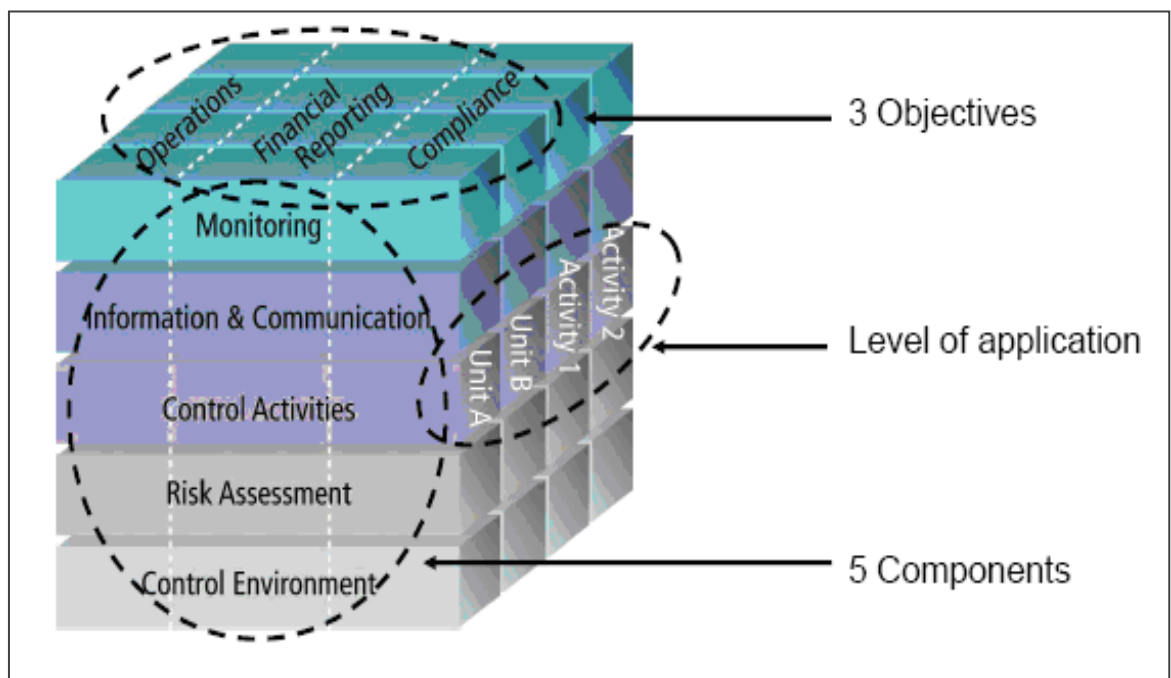 Operations
Financial
Reporting
Compliance
3 Objectives
Monitoring
Information & Communication
Control Activities
Risk Assessment
Control Environment
Unit A
Unit B
Activity 1
Activity 2
Level of application
5 Components